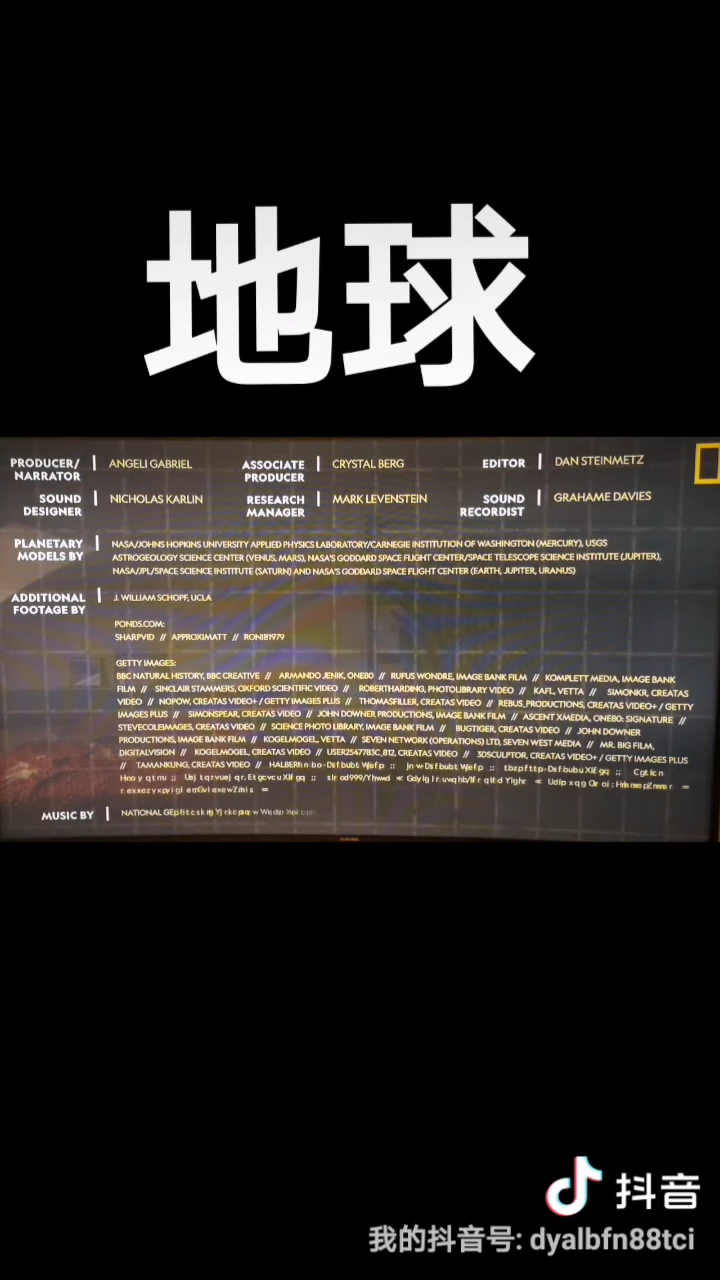 地球
PRODUCER/
NARRATOR
ANGELI GABRIEL
ASSOCIATE
PRODUCER
CRYSTAL BERG
EDITOR
DAN STEINMETZ
SOUND
DESIGNER
NICHOLAS KARLIN
RESEARCH
MANAGER
MARK LEVENSTEIN
SOUND
RECORDIST
GRAHAME DAVIES
PLANETARY
MODELS BY
NASA/JOHNS HOPKINS UNIVERSITY APPLIED PHYSICS LABORATORY/CARNEGIE INSTITUTION OF WASHINGTON (MERCURY), USGS
ASTROGEOLOGY SCIENCE CENTER (VENUS, MARS), NASA'S GODDARD SPACE FLIGHT CENTER/SPACE TELESCOPE SCIENCE INSTITUTE (JUPITER),
NASA/JPL/SPACE SCIENCE INSTITUTE (SATURN) AND NASA'S GODDARD SPACE FLIGHT CENTER (EARTH, JUPITER, URANUS)
ADDITIONAL
FOOTAGE BY
J. WILLIAM SCHOPF, UCLA
POND5.COM:
SHARPVID // APPROXIMATT // RONIB1979
GETTY IMAGES:
BBC NATURAL HISTORY, BBC CREATIVE // ARMANDO JENIK, ONE80 // RUFUS WONDRE, IMAGE BANK FILM // KOMPLETT MEDIA, IMAGE BANK
FILM // SINCLAIR STAMMERS, OXFORD SCIENTIFIC VIDEO // ROBERTHARDING, PHOTOLIBRARY VIDEO // KAFL, VETTA // SIMONKR, CREATAS
VIDEO // NOPOW, CREATAS VIDEO+ / GETTY IMAGES PLUS // THOMASFILLER, CREATAS VIDEO // REBUS_PRODUCTIONS, CREATAS VIDEO+ / GETTY
IMAGES PLUS // SIMONSPEAR, CREATAS VIDEO // JOHN DOWNER PRODUCTIONS, IMAGE BANK FILM // ASCENT XMEDIA, ONE80: SIGNATURE //
STEVECOLEIMAGES, CREATAS VIDEO // SCIENCE PHOTO LIBRARY, IMAGE BANK FILM // BUGTIGER, CREATAS VIDEO // JOHN DOWNER
PRODUCTIONS, IMAGE BANK FILM // KOGELMOGEL, VETTA // SEVEN NETWORK (OPERATIONS) LTD, SEVEN WEST MEDIA // MR. BIG FILM,
DIGITALVISION // KOGELMOGEL, CREATAS VIDEO // USER2547783C_812, CREATAS VIDEO // 3DSCULPTOR, CREATAS VIDEO+ / GETTY IMAGES PLUS
// TAMANKUNG, CREATAS VIDEO //
MUSIC BY
NATIONAL
抖音
我的抖音号: dyalbfn88tci